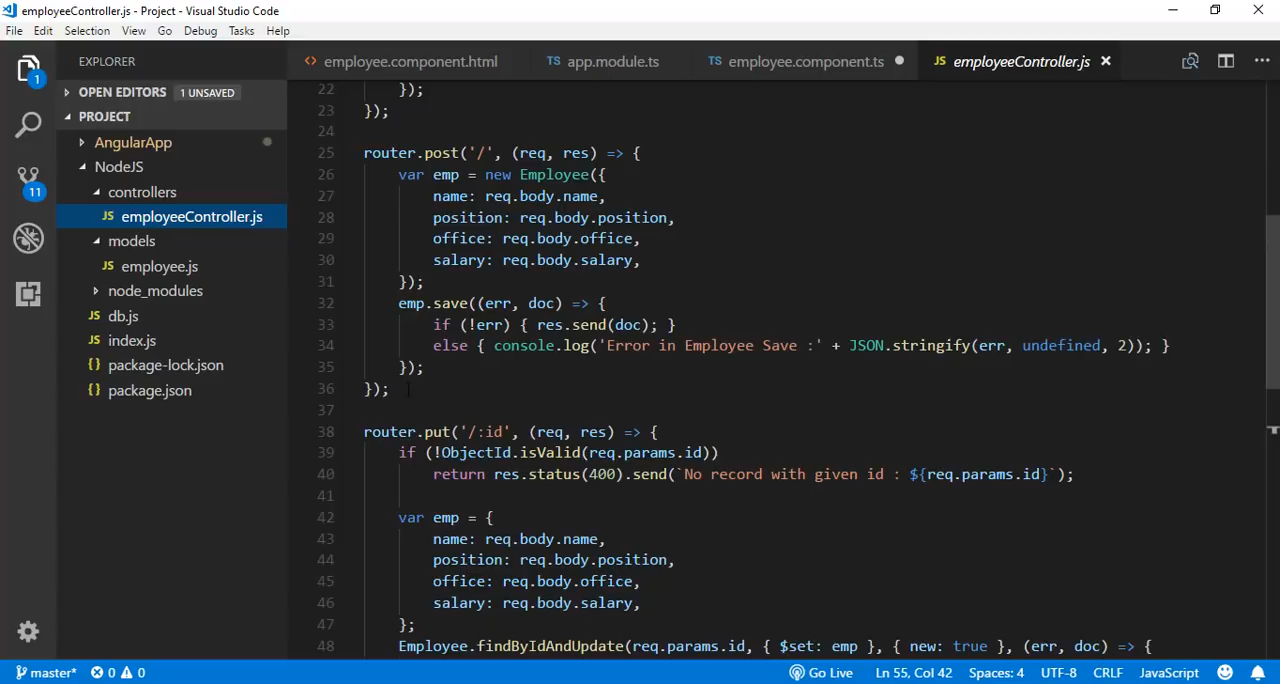 employeeController.js - Project - Visual Studio Code
File Edit Selection View Go Debug Tasks Help
EXPLORER
employee.component.html
TS app.module.ts
TS employee.component.ts
JS employeeController.js
1
OPEN EDITORS 1 UNSAVED
PROJECT
AngularApp
NodeJS
controllers
JS employeeController.js
models
JS employee.js
node_modules
JS db.js
JS index.js
{} package-lock.json
{} package.json
11
22 });
23 });
24
25 router.post('/', (req, res) => {
26 var emp = new Employee({
27 name: req.body.name,
28 position: req.body.position,
29 office: req.body.office,
30 salary: req.body.salary,
31 });
32 emp.save((err, doc) => {
33 if (!err) { res.send(doc); }
34 else { console.log('Error in Employee Save :' + JSON.stringify(err, undefined, 2)); }
35 });
36 });
37
38 router.put('/:id', (req, res) => {
39 if (!ObjectId.isValid(req.params.id))
40 return res.status(400).send(`No record with given id : ${req.params.id}`);
41
42 var emp = {
43 name: req.body.name,
44 position: req.body.position,
45 office: req.body.office,
46 salary: req.body.salary,
47 };
48 Employee.findByIdAndUpdate(req.params.id, { $set: emp }, { new: true }, (err, doc) => {
master* 0 0 Go Live Ln 55, Col 42 Spaces: 4 UTF-8 CRLF JavaScript